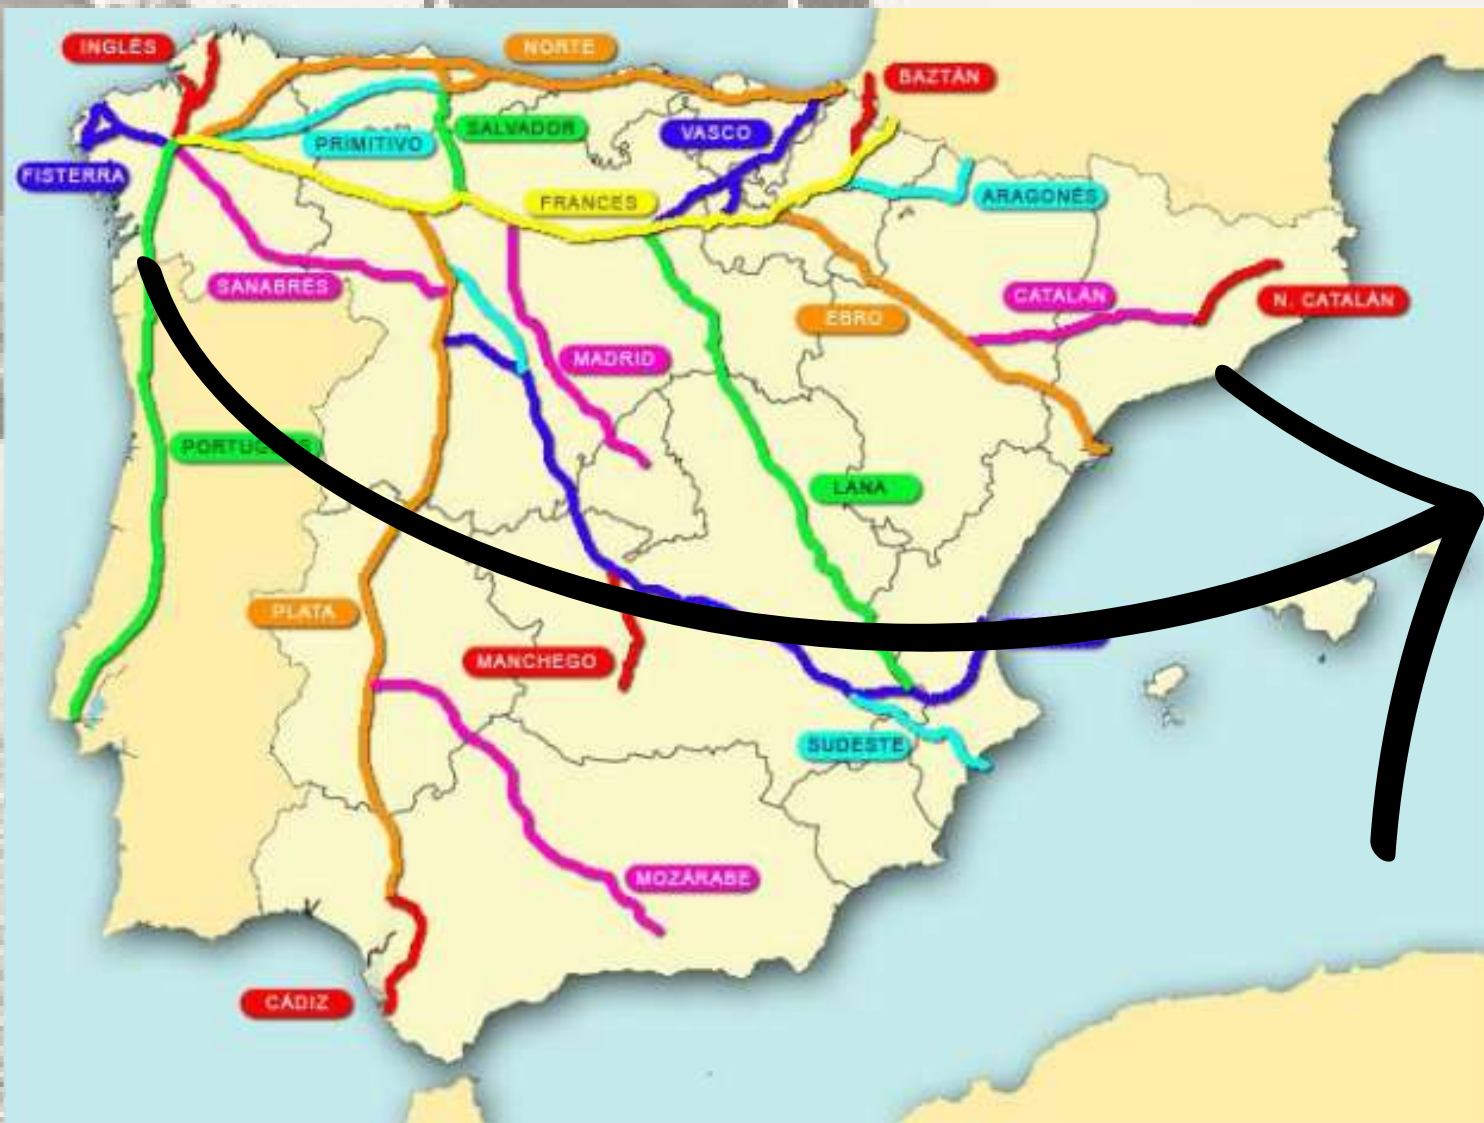 INGLÉS
NORTE
BAZTÁN
PRIMITIVO
SALVADOR
VASCO
FISTERRA
FRANCÉS
ARAGONÉS
SANABRÉS
CATALÁN
N. CATALÁN
EBRO
MADRID
LANA
PLATA
MANCHEGO
SUDESTE
MOZÁRABE
CÁDIZ